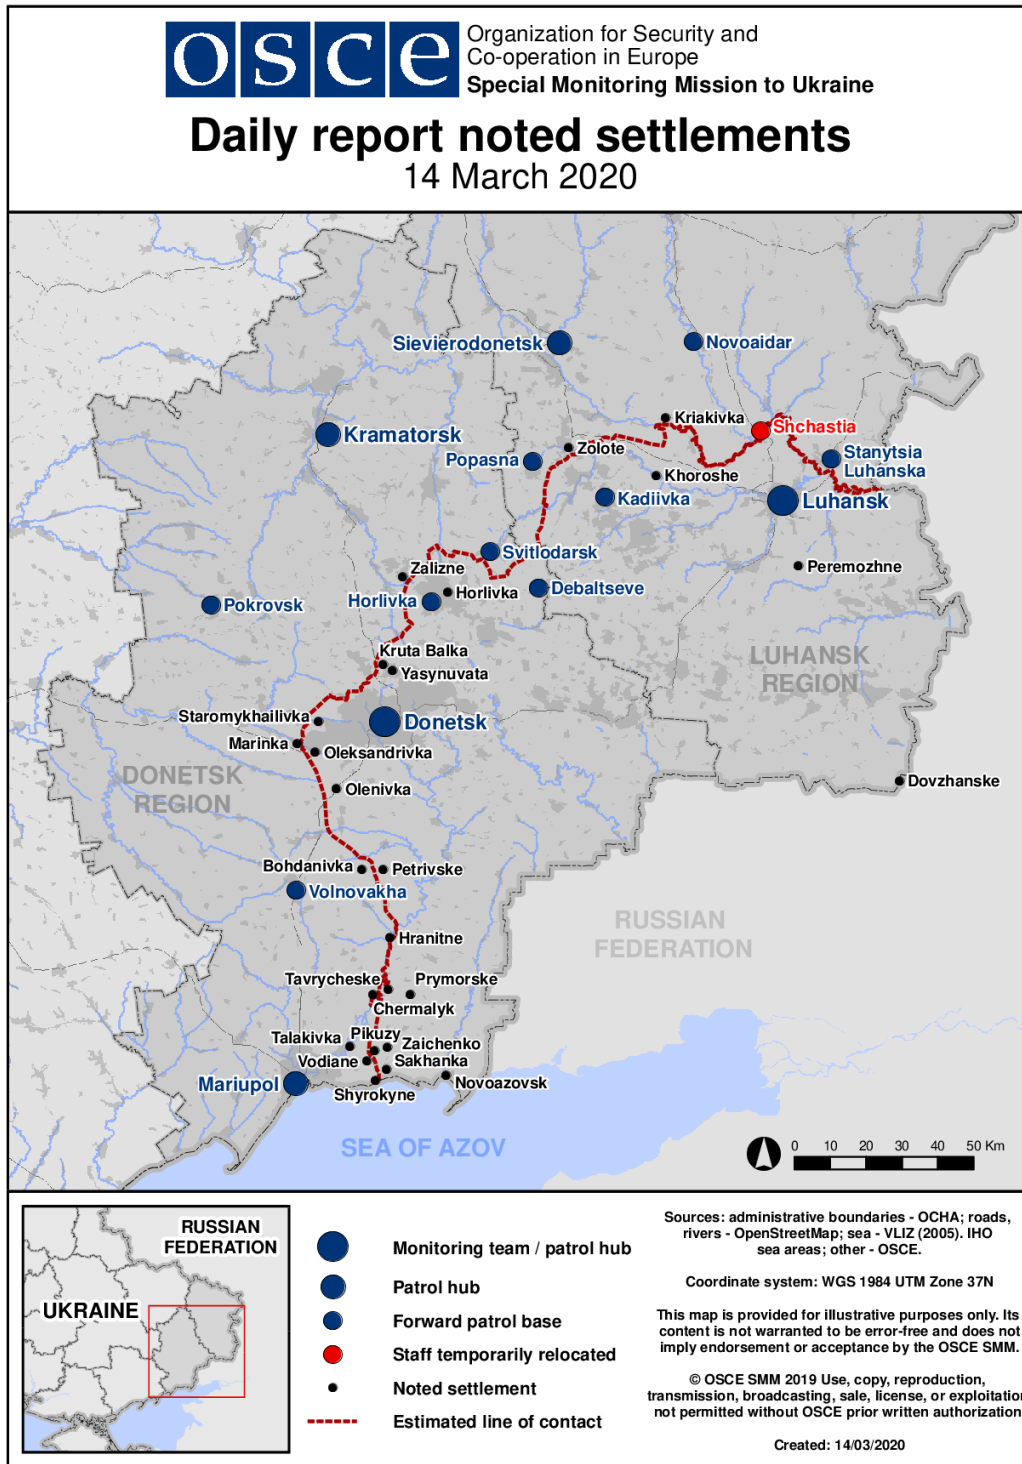 osce
Organization for Security and
Co-operation in Europe
Special Monitoring Mission to Ukraine
Daily report noted settlements
14 March 2020
Sievierodonetsk
Novoaidar
Kriakivka
Shchastia
Kramatorsk
Zolote
Popasna
Stanytsia
Luhanska
Khoroshe
Kadiivka
Luhansk
Svitlodarsk
Zalizne
Peremozhne
Horlivka
Horlivka
Debaltseve
Pokrovsk
Kruta Balka
Yasynuvata
LUHANSK
REGION
Staromykhailivka
Donetsk
Marinka
Oleksandrivka
DONETSK
REGION
Olenivka
Dovzhanske
Bohdanivka
Petrivske
Volnovakha
RUSSIAN
FEDERATION
Hranitne
Tavrycheske
Prymorske
Chermalyk
Talakivka
Pikuzy
Zaichenko
Vodiane
Sakhanka
Mariupol
Novoazovsk
Shyrokyne
SEA OF AZOV
0 10 20 30 40 50 Km
RUSSIAN
FEDERATION
UKRAINE
Monitoring team / patrol hub
Patrol hub
Forward patrol base
Staff temporarily relocated
Noted settlement
Estimated line of contact
Sources: administrative boundaries - OCHA; roads,
rivers - OpenStreetMap; sea - VLIZ (2005). IHO
sea areas; other - OSCE.
Coordinate system: WGS 1984 UTM Zone 37N
This map is provided for illustrative purposes only. Its
content is not warranted to be error-free and does not
imply endorsement or acceptance by the OSCE SMM.
© OSCE SMM 2019 Use, copy, reproduction,
transmission, broadcasting, sale, license, or exploitation
not permitted without OSCE prior written authorization
Created: 14/03/2020